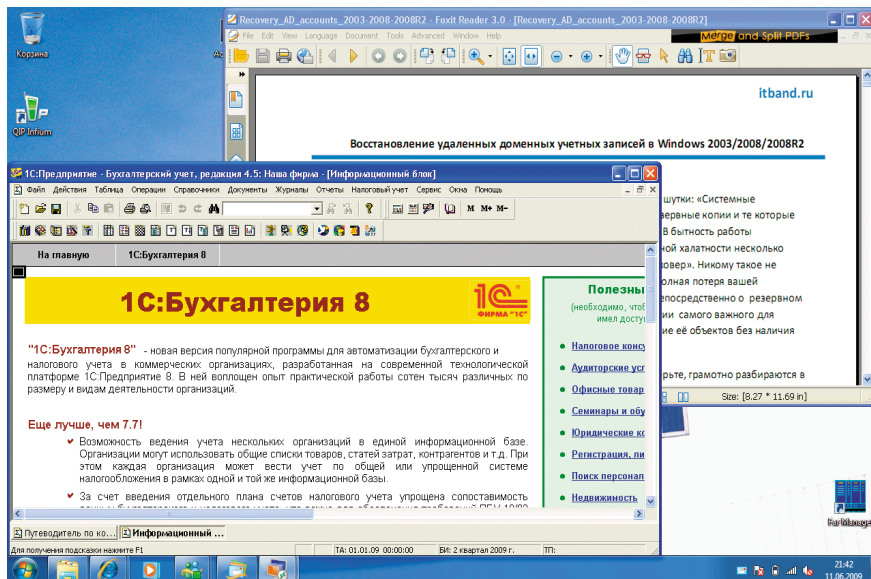 Корзина
QIP Infium
Recovery_AD_accounts_2003-2008-2008R2 - Foxit Reader 3.0 - [Recovery_AD_accounts_2003-2008-2008R2]
File Edit View Language Document Tools Advanced Window Help
Merge and Split PDFs
itband.ru
Восстановление удаленных доменных учетных записей в Windows 2003/2008/2008R2
шутки: «Системные
и те которые
В бытность работы
халатности несколько
Никому такое не
потеря вашей
о резервном
самого важного для
её объектов без наличия
грамотно разбираются в
Size: [8.27 * 11.69 in]
1С:Предприятие - Бухгалтерский учет, редакция 4.5: Наша фирма - [Информационный блок]
Файл Действия Таблица Операции Справочники Документы Журналы Отчеты Налоговый учет Сервис Окна Помощь
M M+ M-
На главную 1С:Бухгалтерия 8
1С:Бухгалтерия 8
1С
ФИРМА "1С"
"1С:Бухгалтерия 8" - новая версия популярной программы для автоматизации бухгалтерского и
налогового учета в коммерческих организациях, разработанная на современной технологической
платформе 1С:Предприятие 8. В ней воплощен опыт практической работы сотен тысяч различных по
размеру и видам деятельности организаций.
Еще лучше, чем 7.7!
Возможность ведения учета нескольких организаций в единой информационной базе.
Организации могут использовать общие списки товаров, статей затрат, контрагентов и т.д. При
этом каждая организация может вести учет по общей или упрощенной системе
налогообложения в рамках одной и той же информационной базы.
За счет введения отдельного плана счетов налогового учета упрощена сопоставимость
Полезны
(необходимо, чтоб
имел досту
Налоговое конс
Аудиторские усл
Офисные товар
Семинары и обу
Юридические ко
Регистрация, ли
Поиск персонал
Недвижимость
Путеводитель по ко... Информационный ...
Для получения подсказки нажмите F1
ТА: 01.01.09 00:00:00 БИ: 2 квартал 2009 г. ТП:
Far Manager
21:42
11.06.2009